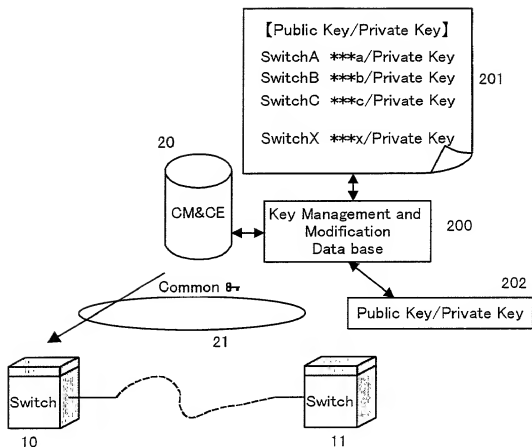 【Public Key/Private Key】
SwitchA ***a/Private Key
SwitchB ***b/Private Key
SwitchC ***c/Private Key
SwitchX ***x/Private Key
201
20
CM&CE
Key Management and
Modification
Data base
200
202
Public Key/Private Key
Common
21
Switch
Switch
10
11